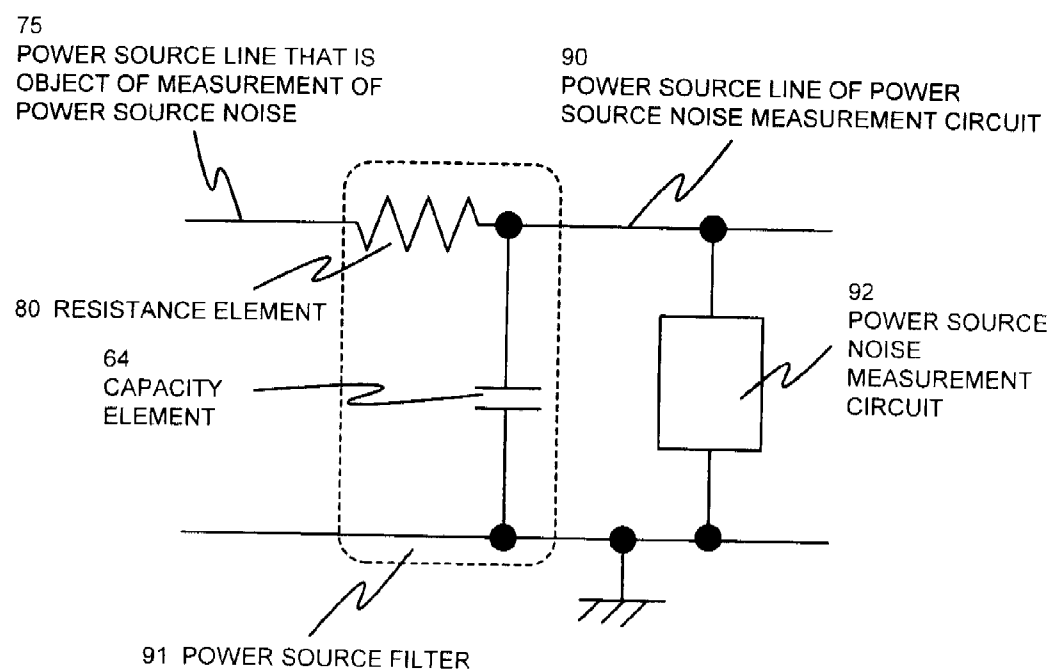 75
POWER SOURCE LINE THAT IS
OBJECT OF MEASUREMENT OF
POWER SOURCE NOISE
90
POWER SOURCE LINE OF POWER
SOURCE NOISE MEASUREMENT CIRCUIT
80 RESISTANCE ELEMENT
64
CAPACITY
ELEMENT
92
POWER SOURCE
NOISE
MEASUREMENT
CIRCUIT
91 POWER SOURCE FILTER